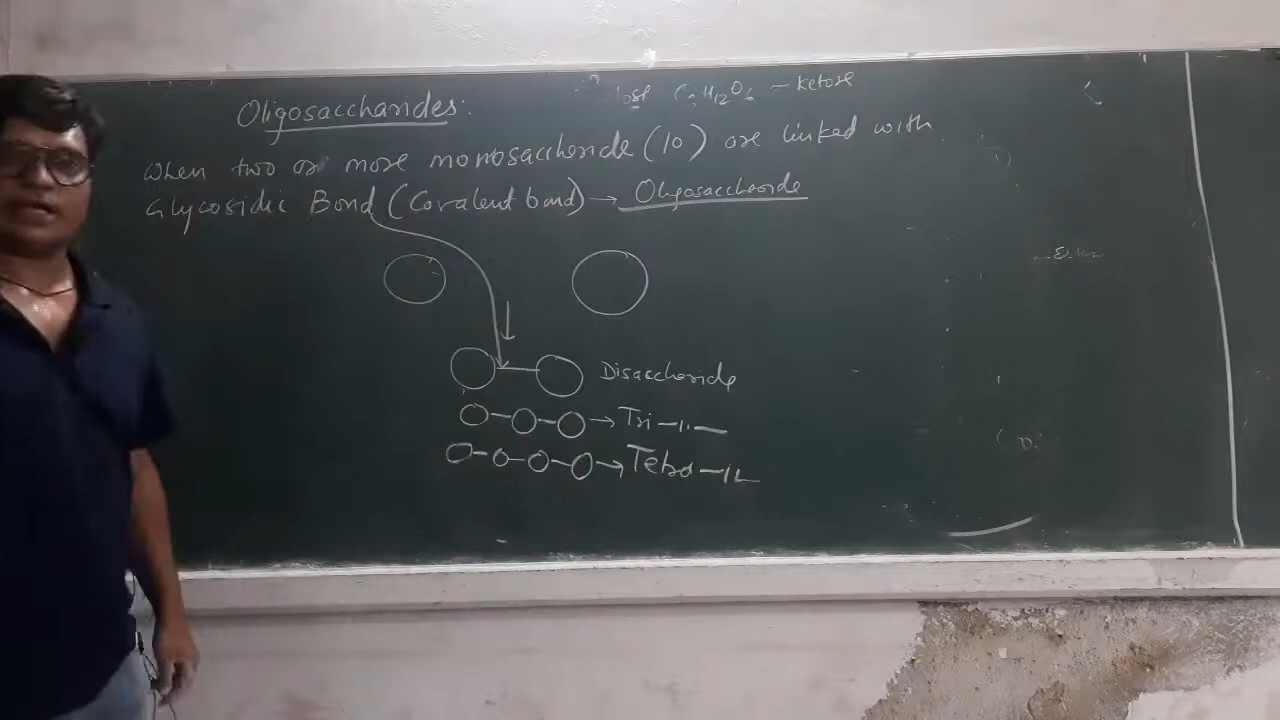 C6H12O6 - ketose
Oligosaccharides:
When two or more monosaccharide (10) are linked with
Glycosidic Bond (Covalent bond) → Oligosaccharide
Disaccharide
→ Tri -"-
→ Tetra -"-